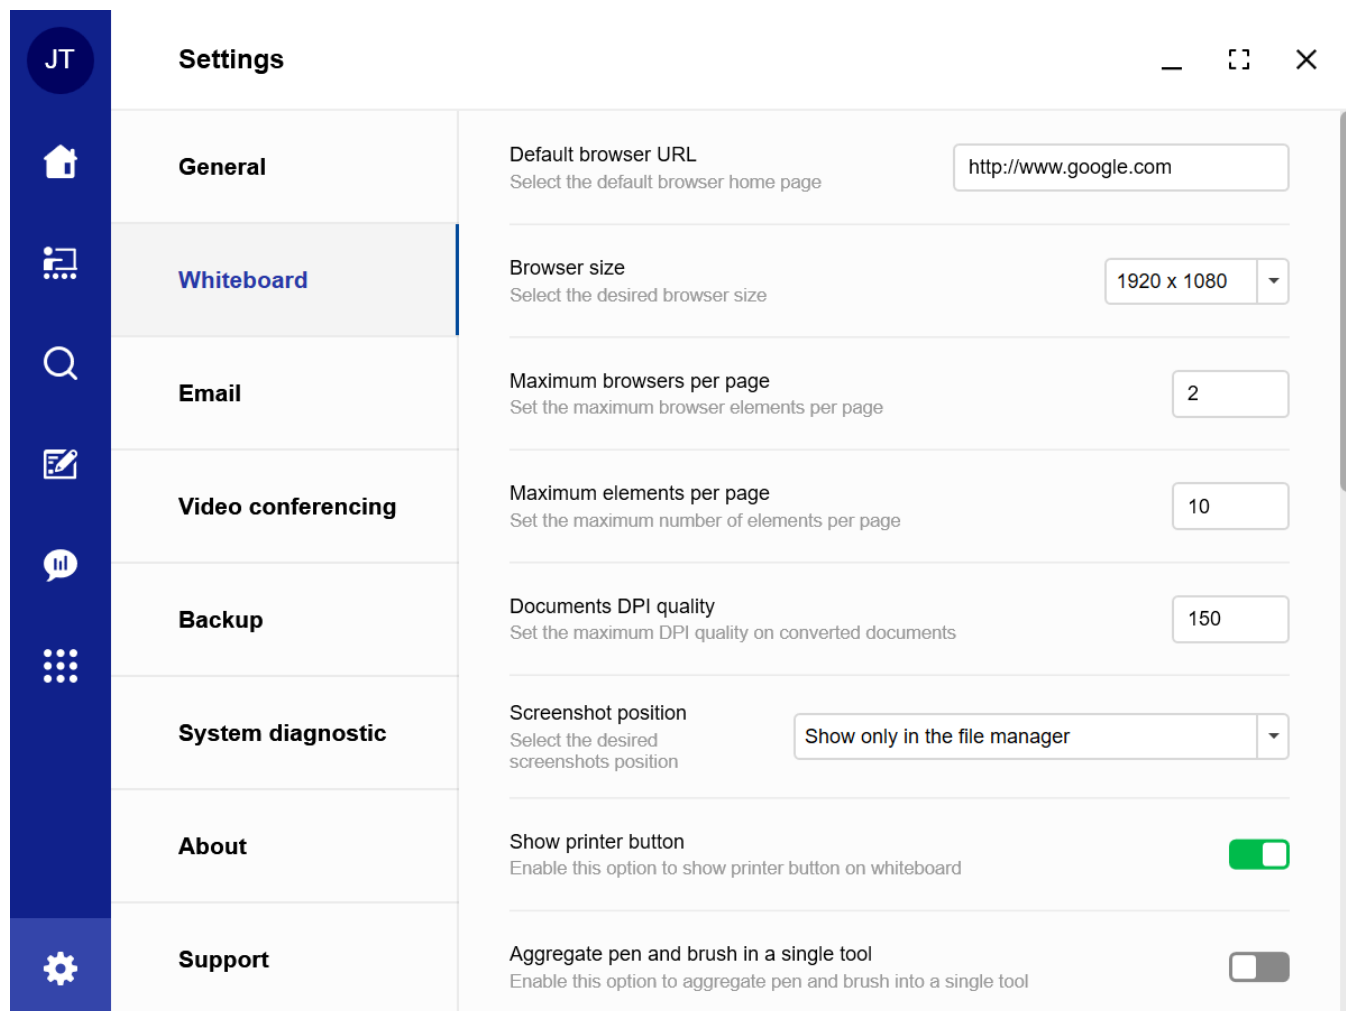 JT
Settings
General
Whiteboard
Email
Video conferencing
Backup
System diagnostic
About
Support
Default browser URL
Select the default browser home page
http://www.google.com
Browser size
Select the desired browser size
1920 x 1080
Maximum browsers per page
Set the maximum browser elements per page
2
Maximum elements per page
Set the maximum number of elements per page
10
Documents DPI quality
Set the maximum DPI quality on converted documents
150
Screenshot position
Select the desired
screenshots position
Show only in the file manager
Show printer button
Enable this option to show printer button on whiteboard
Aggregate pen and brush in a single tool
Enable this option to aggregate pen and brush into a single tool